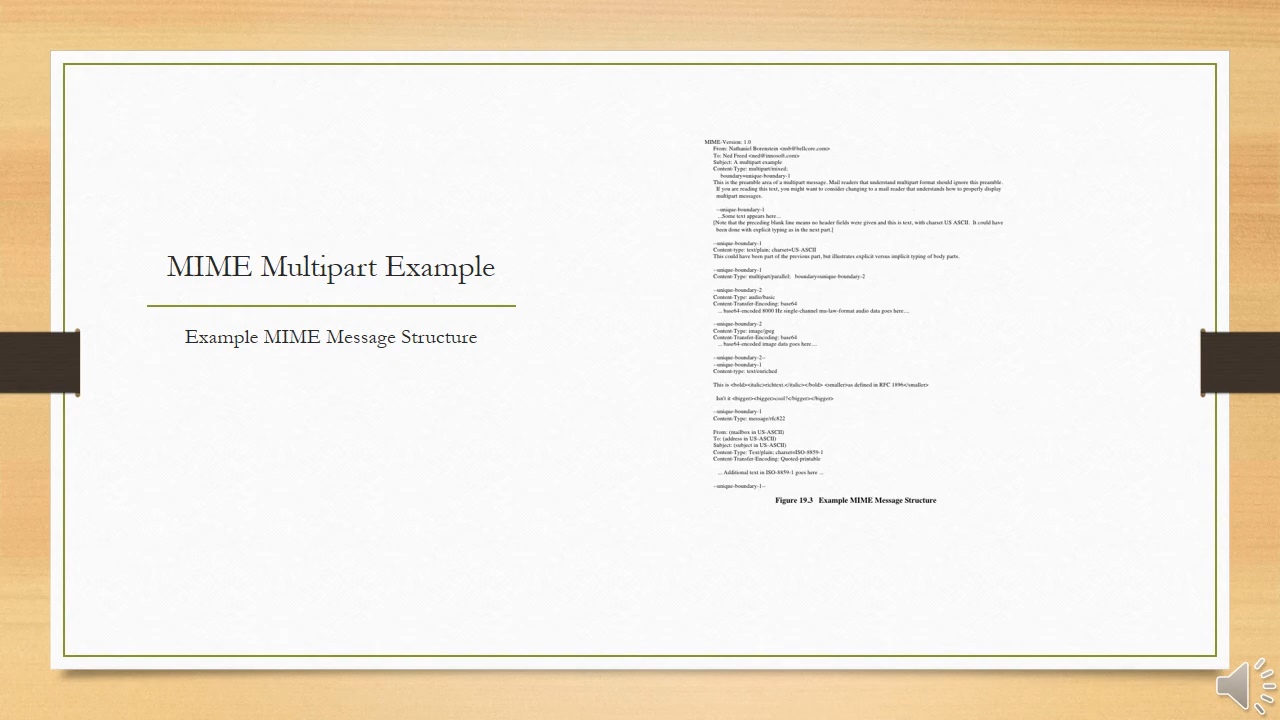 MIME Multipart Example
Example MIME Message Structure
MIME-Version: 1.0
From: Nathaniel Borenstein <nsb@bellcore.com>
To: Ned Freed <ned@innosoft.com>
Subject: A multipart example
Content-Type: multipart/mixed;
boundary=unique-boundary-1
This is the preamble area of a multipart message. Mail readers that understand multipart format should ignore this preamble.
If you are reading this text, you might want to consider changing to a mail reader that understands how to properly display
multipart messages.
--unique-boundary-1
...Some text appears here...
[Note that the preceding blank line means no header fields were given and this is text, with charset US ASCII. It could have
been done with explicit typing as in the next part.]
--unique-boundary-1
Content-type: text/plain; charset=US-ASCII
This could have been part of the previous part, but illustrates explicit versus implicit typing of body parts.
--unique-boundary-1
Content-Type: multipart/parallel; boundary=unique-boundary-2
--unique-boundary-2
Content-Type: audio/basic
Content-Transfer-Encoding: base64
... base64-encoded 8000 Hz single-channel mu-law-format audio data goes here....
--unique-boundary-2
Content-Type: image/jpeg
Content-Transfer-Encoding: base64
... base64-encoded image data goes here....
--unique-boundary-2--
--unique-boundary-1
Content-type: text/enriched
This is <bold><italic>richtext.</italic></bold> <smaller>as defined in RFC 1896</smaller>
Isn't it <bigger><bigger>cool?</bigger></bigger>
--unique-boundary-1
Content-Type: message/rfc822
From: (mailbox in US-ASCII)
To: (address in US-ASCII)
Subject: (subject in US-ASCII)
Content-Type: Text/plain; charset=ISO-8859-1
Content-Transfer-Encoding: Quoted-printable
... Additional text in ISO-8859-1 goes here ...
--unique-boundary-1--
Figure 19.3 Example MIME Message Structure